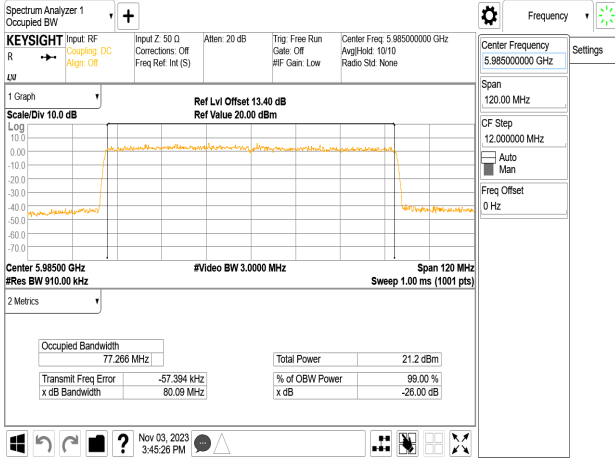 Spectrum Analyzer 1
Occupied BW
KEYSIGHT
R
Input: RF
Coupling: DC
Align: Off
Input Z: 50 Ω
Corrections: Off
Freq Ref: Int (S)
Atten: 20 dB
Trig: Free Run
Gate: Off
#IF Gain: Low
Center Freq: 5.985000000 GHz
Avg|Hold: 10/10
Radio Std: None
1 Graph
Scale/Div 10.0 dB
Ref Lvl Offset 13.40 dB
Ref Value 20.00 dBm
Log
10.0
0.00
-10.0
-20.0
-30.0
-40.0
-50.0
-60.0
-70.0
Center 5.98500 GHz
#Video BW 3.0000 MHz
Span 120 MHz
#Res BW 910.00 kHz
Sweep 1.00 ms (1001 pts)
2 Metrics
Occupied Bandwidth
77.266 MHz
Total Power 21.2 dBm
Transmit Freq Error -57.394 kHz
% of OBW Power 99.00 %
x dB Bandwidth 80.09 MHz
x dB -26.00 dB
Nov 03, 2023
3:45:26 PM
Frequency
Settings
Center Frequency
5.985000000 GHz
Span
120.00 MHz
CF Step
12.000000 MHz
Auto
Man
Freq Offset
0 Hz